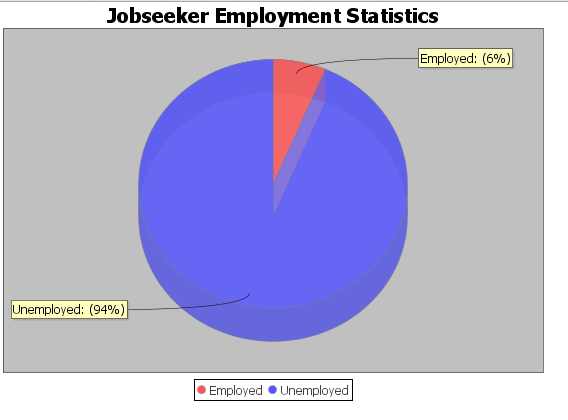 Jobseeker Employment Statistics
Employed: (6%)
Unemployed: (94%)
Employed Unemployed